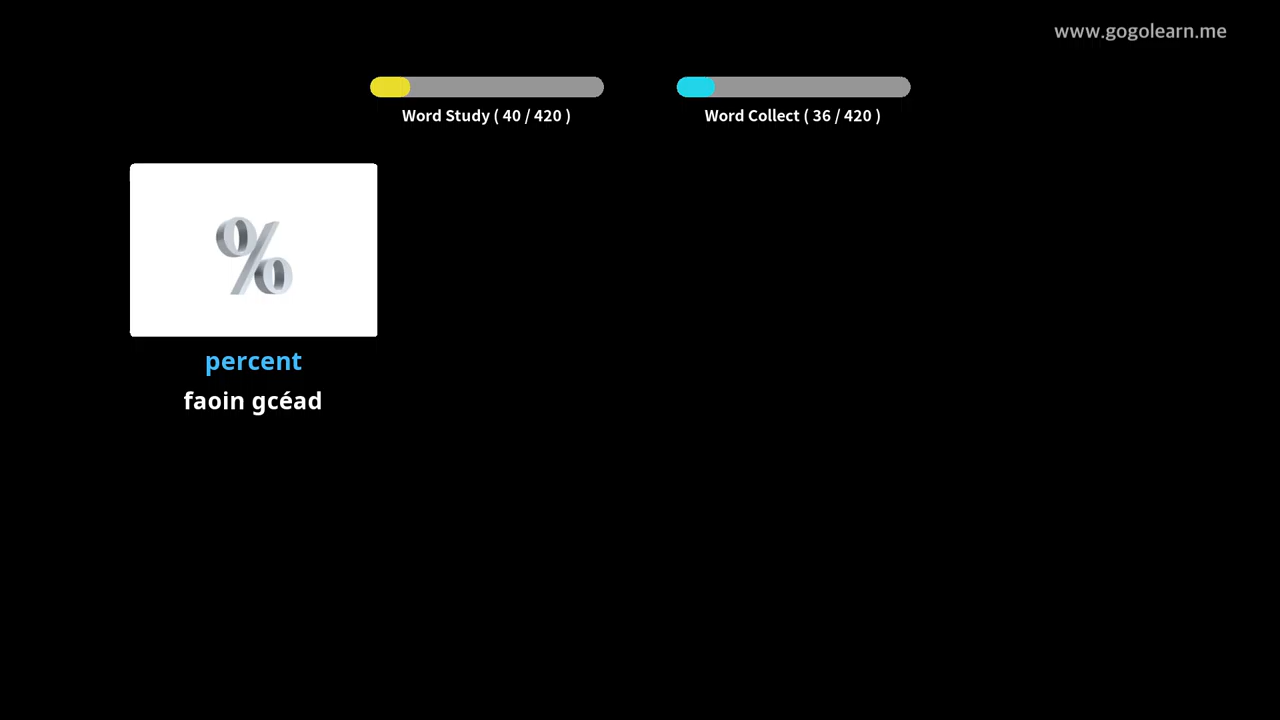 www.gogolearn.me
Word Study ( 40 / 420 )
Word Collect ( 36 / 420 )
%
percent
faoin gcéad